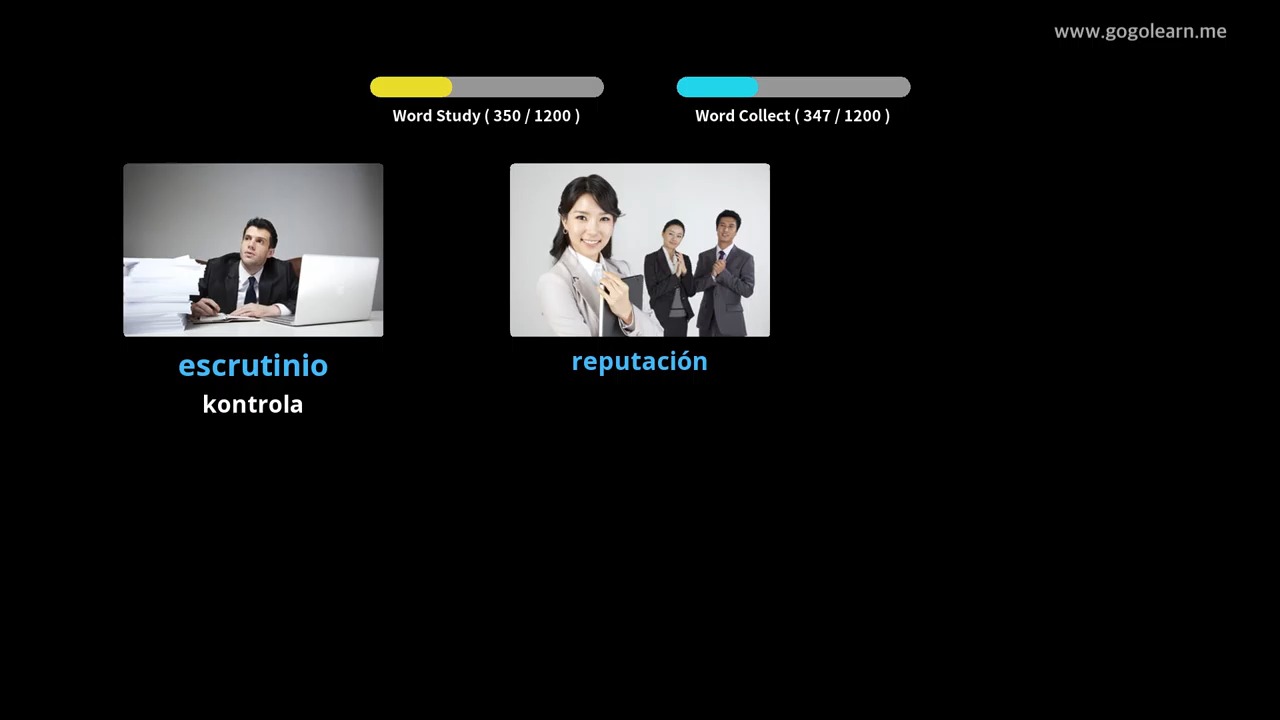 www.gogolearn.me
Word Study ( 350 / 1200 )
Word Collect ( 347 / 1200 )
escrutinio
kontrola
reputación